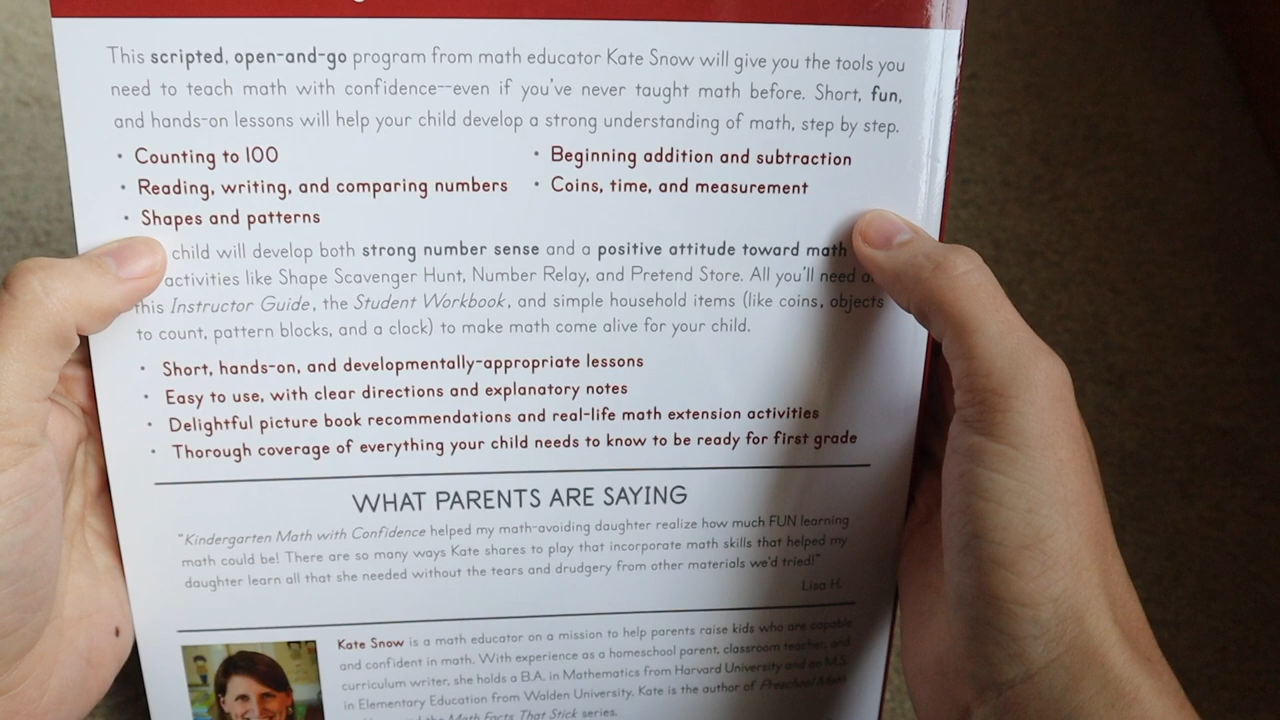 This scripted, open-and-go program from math educator Kate Snow will give you the tools you
need to teach math with confidence--even if you've never taught math before. Short, fun,
and hands-on lessons will help your child develop a strong understanding of math, step by step.
• Counting to 100
• Reading, writing, and comparing numbers
• Shapes and patterns
• Beginning addition and subtraction
• Coins, time, and measurement
child will develop both strong number sense and a positive attitude toward math
activities like Shape Scavenger Hunt, Number Relay, and Pretend Store. All you'll need
this Instructor Guide, the Student Workbook, and simple household items (like coins, objects
to count, pattern blocks, and a clock) to make math come alive for your child.
• Short, hands-on, and developmentally-appropriate lessons
• Easy to use, with clear directions and explanatory notes
• Delightful picture book recommendations and real-life math extension activities
• Thorough coverage of everything your child needs to know to be ready for first grade
WHAT PARENTS ARE SAYING
"Kindergarten Math with Confidence helped my math-avoiding daughter realize how much FUN learning
math could be! There are so many ways Kate shares to play that incorporate math skills that helped my
daughter learn all that she needed without the tears and drudgery from other materials we'd tried!"
Lisa H.
Kate Snow is a math educator on a mission to help parents raise kids who are capable
and confident in math. With experience as a homeschool parent, classroom teacher, and
curriculum writer, she holds a B.A. in Mathematics from Harvard University and an M.S.
in Elementary Education from Walden University. Kate is the author of Preschool Math
the Math Facts That Stick series.